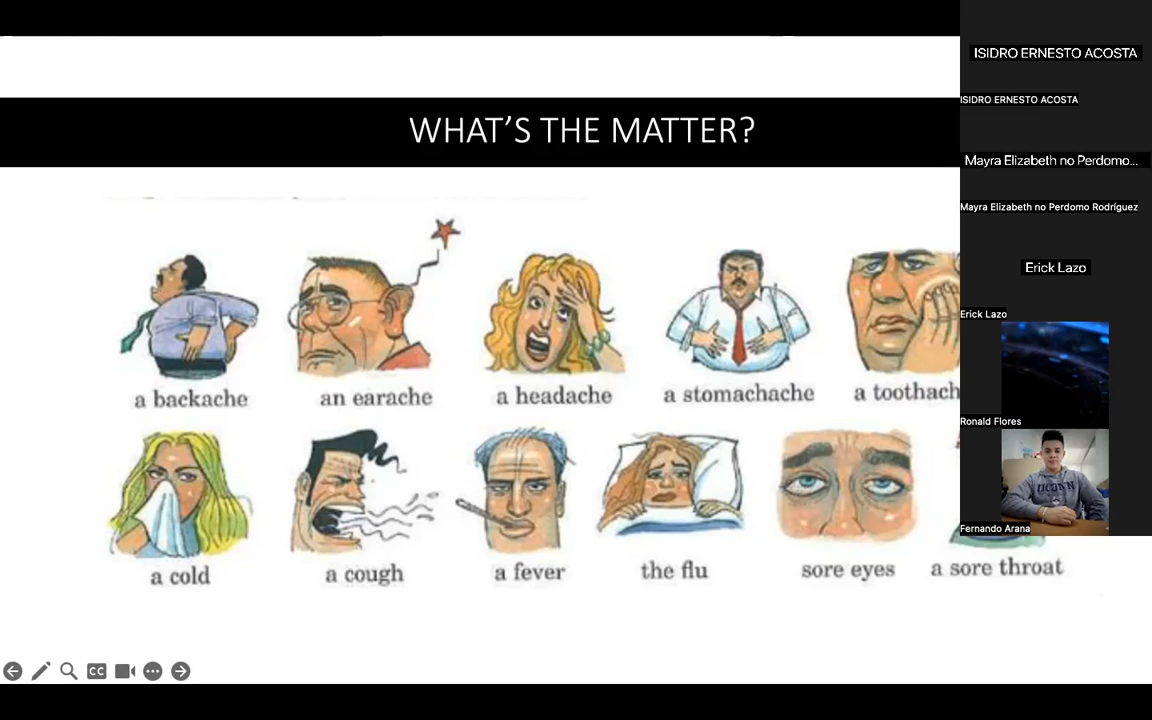 WHAT'S THE MATTER?
a backache
an earache
a headache
a stomachache
a toothach
a cold
a cough
a fever
the flu
sore eyes
a sore throat
CC
ISIDRO ERNESTO ACOSTA
ISIDRO ERNESTO ACOSTA
Mayra Elizabeth no Perdomo...
Mayra Elizabeth no Perdomo Rodríguez
Erick Lazo
Erick Lazo
Ronald Flores
UCONN
Fernando Arana